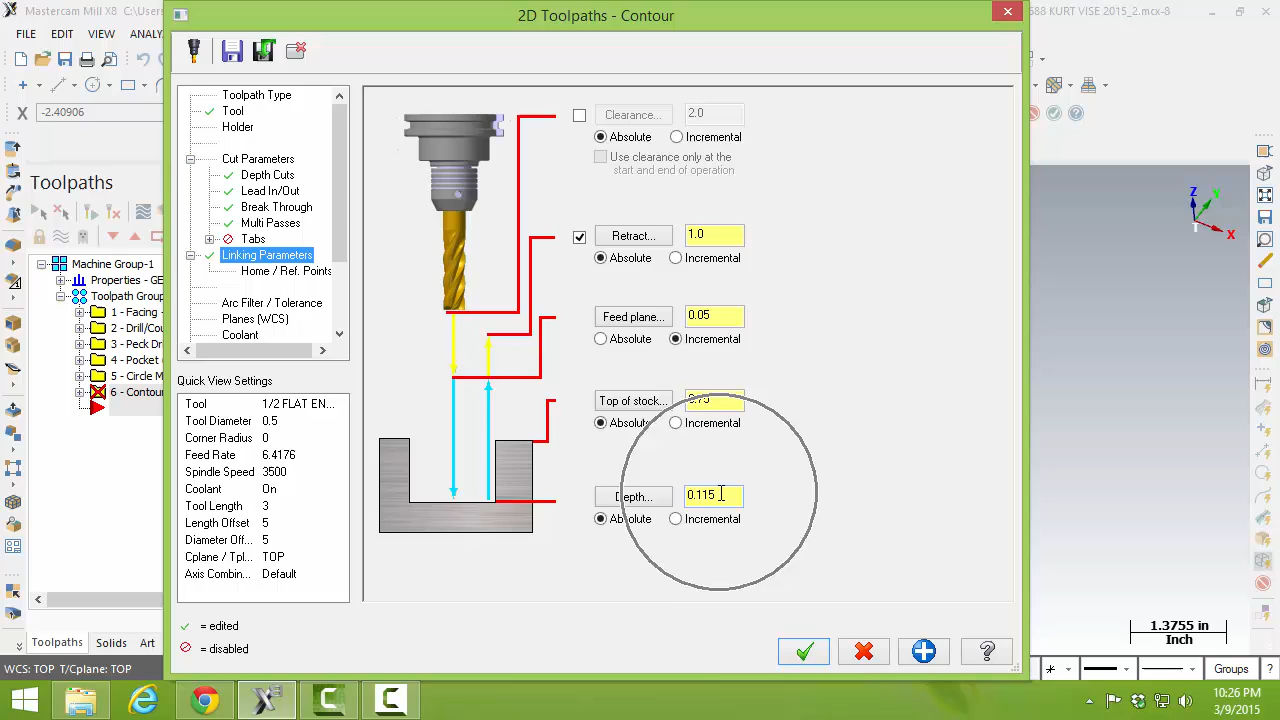 Mastercam Mill X8
2D Toolpaths - Contour
588 KURT VISE 2015_2.mcx-8
FILE EDIT VIEW ANALY
X -2.40906
Toolpaths
Machine Group-1
Properties - GE
Toolpath Group
1 - Facing -
2 - Drill/Cou
3 - Peck Dri
4 - Pocket
5 - Circle M
6 - Contour
Toolpaths Solids Art
WCS: TOP T/Cplane: TOP
Toolpath Type
Tool
Holder
Cut Parameters
Depth Cuts
Lead In/Out
Break Through
Multi Passes
Tabs
Linking Parameters
Home / Ref. Points
Arc Filter / Tolerance
Planes (WCS)
Coolant
Quick View Settings
Tool 1/2 FLAT EN...
Tool Diameter 0.5
Corner Radius 0
Feed Rate 6.4176
Spindle Speed 3500
Coolant On
Tool Length 3
Length Offset 5
Diameter Off... 5
Cplane / Tpl... TOP
Axis Combin... Default
= edited
= disabled
Clearance... 2.0
Absolute Incremental
Use clearance only at the
start and end of operation
Retract... 1.0
Absolute Incremental
Feed plane... 0.05
Absolute Incremental
Top of stock... 0.75
Absolute Incremental
Depth... 0.115
Absolute Incremental
Z Y X
1.3755 in
Inch
Groups ?
10:26 PM
3/9/2015